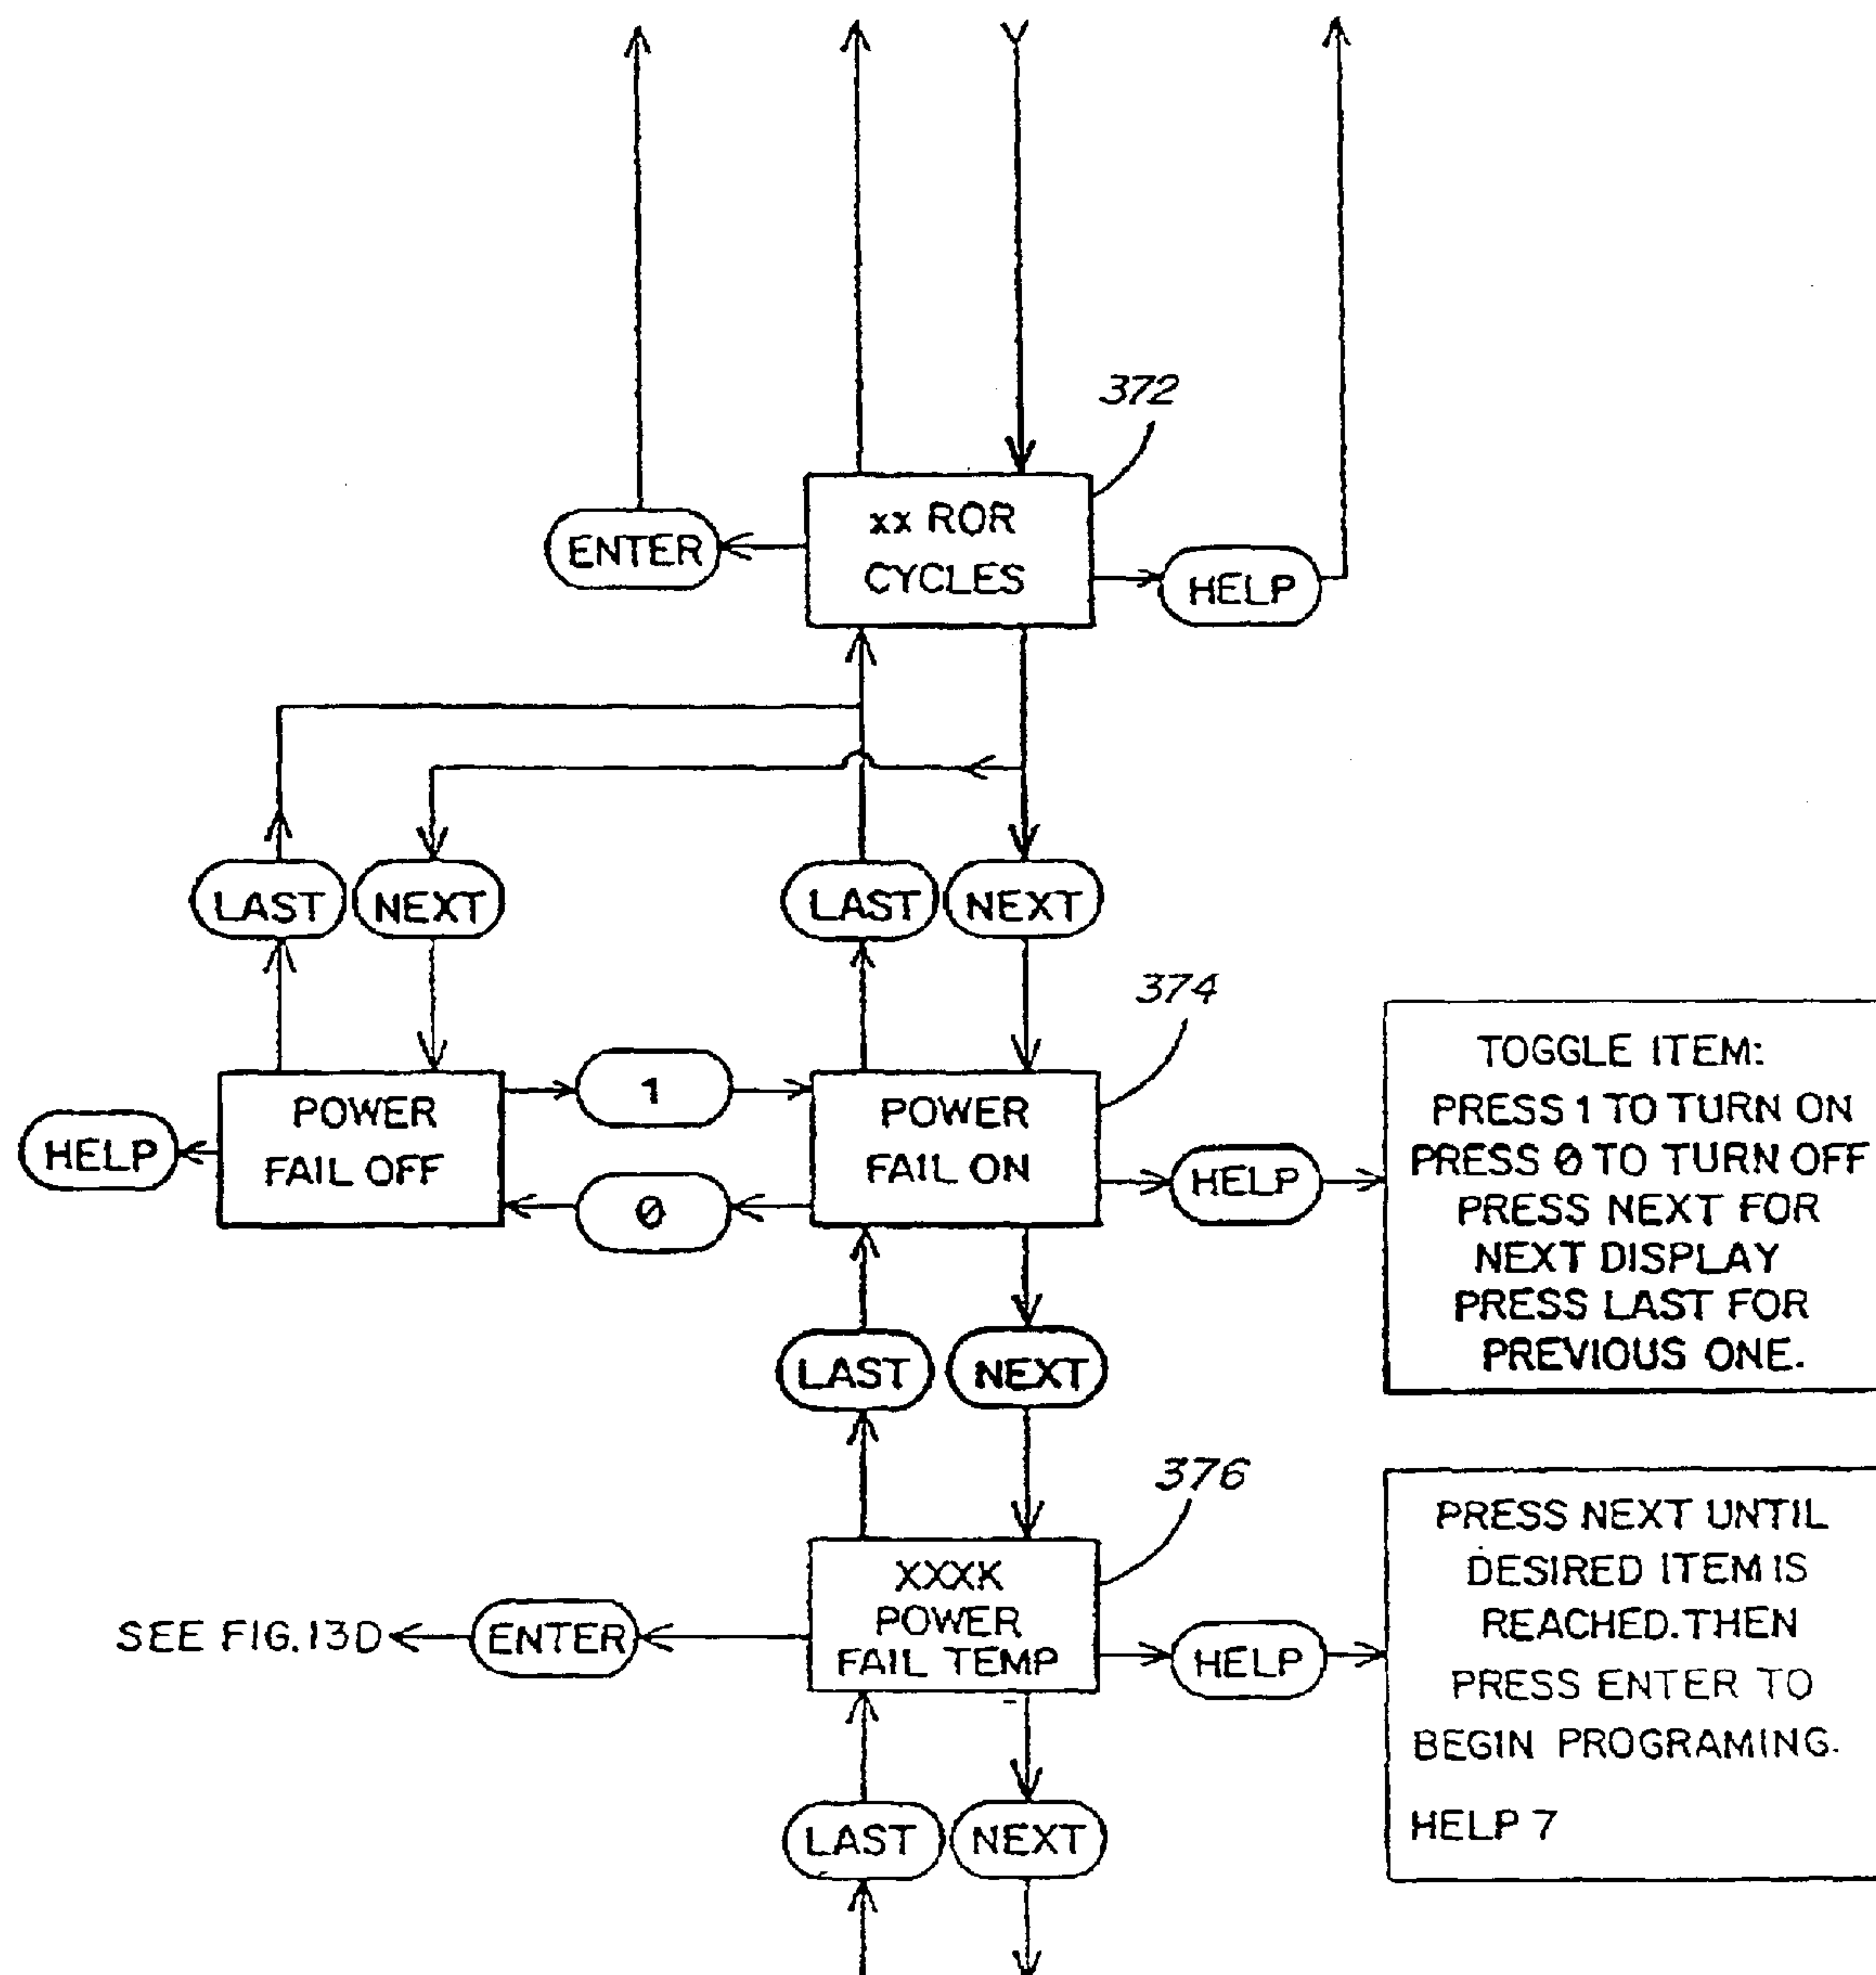 372
xx ROR
CYCLES
ENTER
HELP
LAST
NEXT
LAST
NEXT
374
POWER
FAIL OFF
HELP
1
0
POWER
FAIL ON
HELP
TOGGLE ITEM:
PRESS 1 TO TURN ON
PRESS 0 TO TURN OFF
PRESS NEXT FOR
NEXT DISPLAY
PRESS LAST FOR
PREVIOUS ONE.
LAST
NEXT
376
XXXK
POWER
FAIL TEMP
ENTER
SEE FIG.13D
HELP
PRESS NEXT UNTIL
DESIRED ITEM IS
REACHED.THEN
PRESS ENTER TO
BEGIN PROGRAMING.
HELP 7
LAST
NEXT